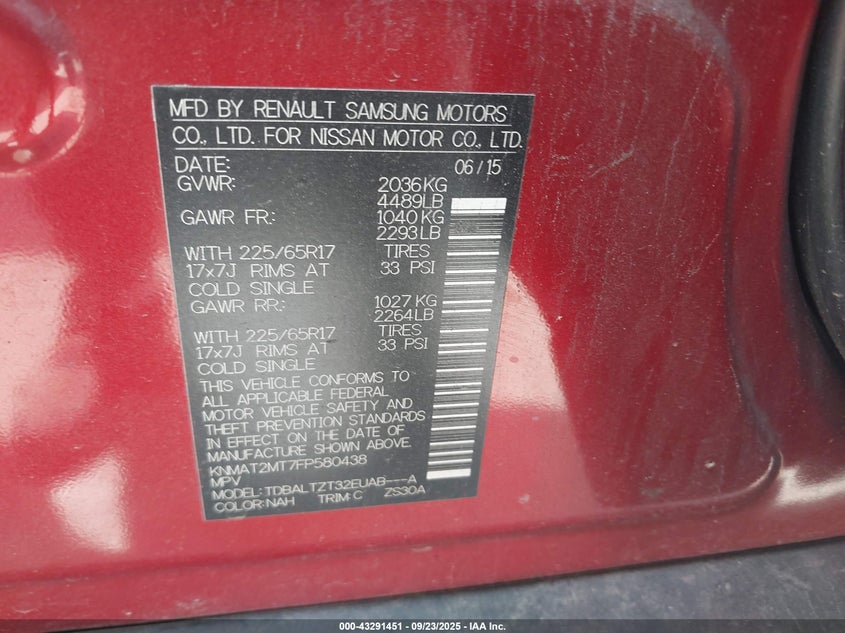 MFD BY RENAULT SAMSUNG MOTORS
CO., LTD. FOR NISSAN MOTOR CO., LTD.
DATE: 06/15
GVWR: 2036KG
4489LB
GAWR FR: 1040KG
2293LB
WITH 225/65R17 TIRES
17x7J RIMS AT 33 PSI
COLD SINGLE
GAWR RR: 1027 KG
2264LB
WITH 225/65R17 TIRES
17x7J RIMS AT 33 PSI
COLD SINGLE
THIS VEHICLE CONFORMS TO
ALL APPLICABLE FEDERAL
MOTOR VEHICLE SAFETY AND
THEFT PREVENTION STANDARDS
IN EFFECT ON THE DATE OF
MANUFACTURE SHOWN ABOVE.
KNMAT2MT7FP580438
MPV
MODEL: TDBALTZT32EUAB---A
COLOR: NAH TRIM: C ZS30A
000-43291451 - 09/23/2025 - IAA Inc.